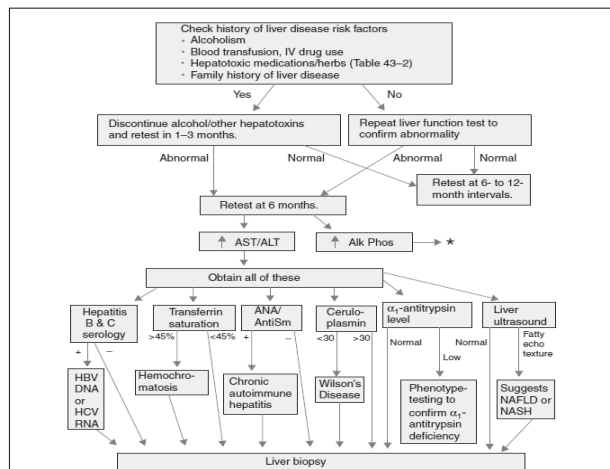 Check history of liver disease risk factors
• Alcoholism
• Blood transfusion, IV drug use
• Hepatotoxic medications/herbs (Table 43–2)
• Family history of liver disease
Yes
No
Discontinue alcohol/other hepatotoxins
and retest in 1–3 months.
Repeat liver function test to
confirm abnormality
Abnormal
Normal
Abnormal
Normal
Retest at 6- to 12-
month intervals.
Retest at 6 months.
↑ AST/ALT
↑ Alk Phos
*
Obtain all of these
Hepatitis
B & C
serology
Transferrin
saturation
ANA/
AntiSm
Cerulo-
plasmin
α1-antitrypsin
level
Liver
ultrasound
+
–
>45%
<45%
+
–
<30
>30
Normal
Low
Normal
Fatty
echo
texture
HBV
DNA
or
HCV
RNA
Hemochro-
matosis
Chronic
autoimmune
hepatitis
Wilson's
Disease
Phenotype-
testing to
confirm α1-
antitrypsin
deficiency
Suggests
NAFLD or
NASH
Liver biopsy